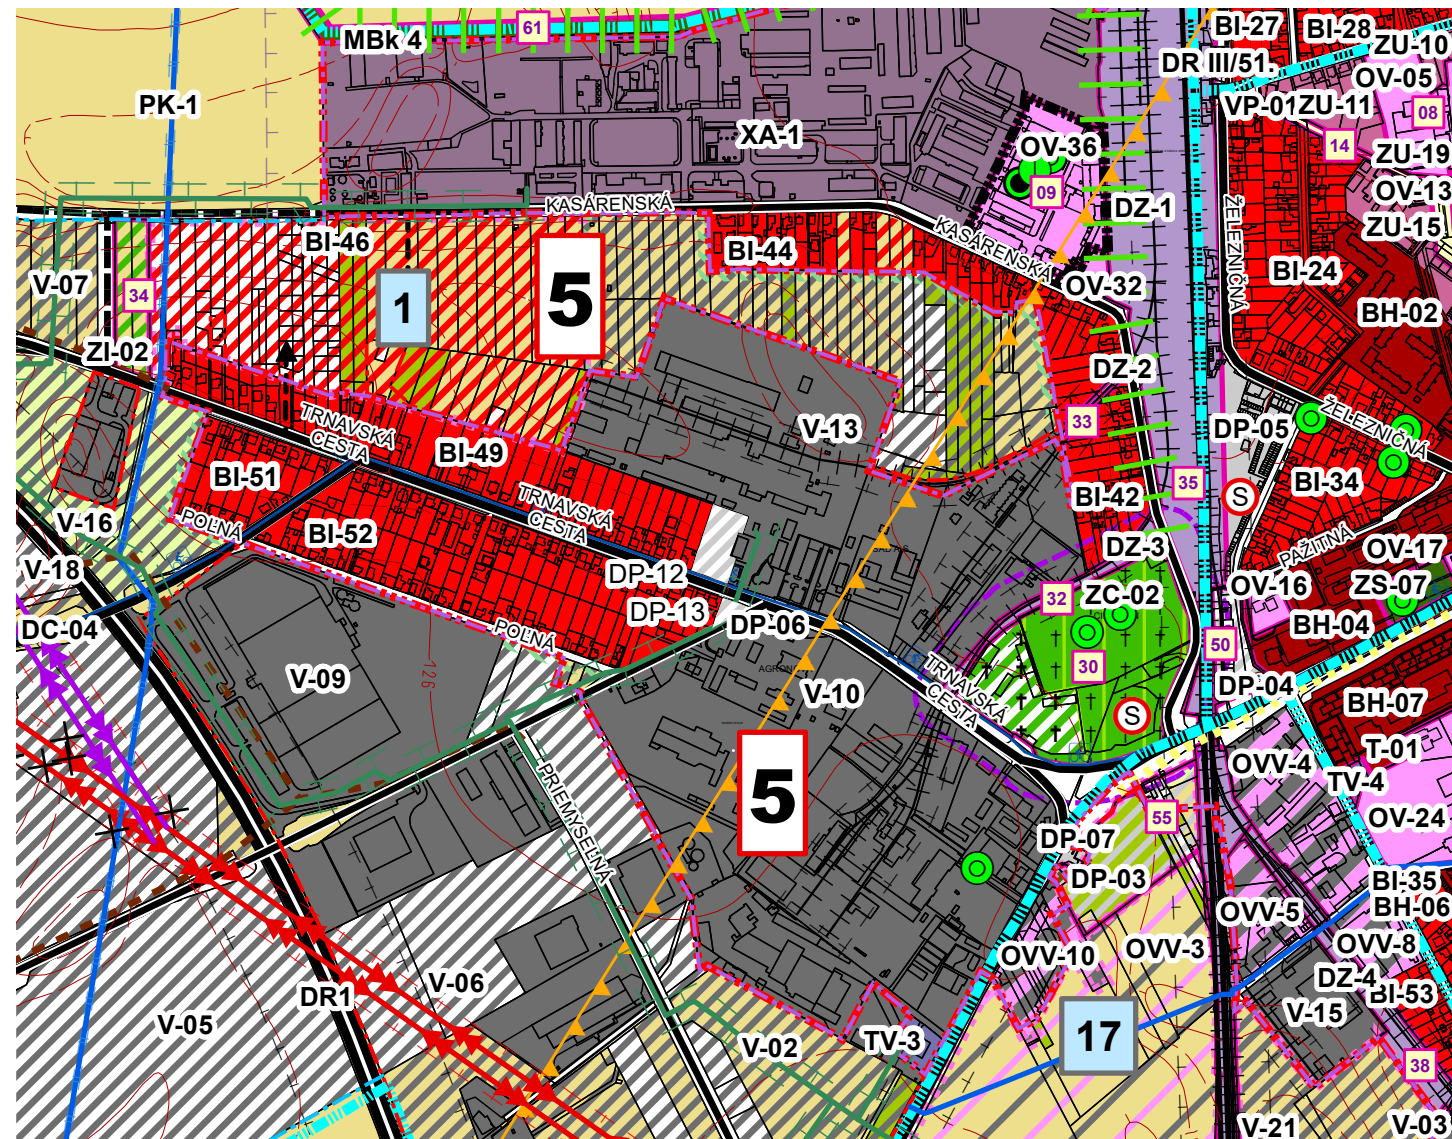 MBk 4
61
BI-27
BI-28
ZU-10
DR III/51.
OV-05
PK-1
VP-01
ZU-11
08
XA-1
OV-36
14
ZU-19
09
OV-13
KASÁRENSKÁ
DZ-1
ZU-15
BI-46
BI-44
KASÁRENSKÁ
ŽELEZNIČNÁ
BI-24
V-07
34
1
5
OV-32
BH-02
ZI-02
DZ-2
TRNAVSKÁ
CESTA
V-13
33
DP-05
ŽELEZNIČNÁ
BI-49
BI-51
35
S
BI-34
TRNAVSKÁ
CESTA
BI-42
V-16
POĽNÁ
BI-52
PAŽITNÁ
OV-17
DZ-3
V-18
DP-12
OV-16
ZS-07
32
ZC-02
DP-13
DP-06
BH-04
DC-04
POĽNÁ
50
30
V-09
126
AGRONO
V-10
TRNAVSKÁ
CESTA
DP-04
BH-07
S
T-01
OVV-4
TV-4
5
PRIEMYSELNÁ
55
OV-24
DP-07
DP-03
BI-35
BH-06
OVV-5
OVV-10
OVV-3
OVV-8
V-06
DZ-4
DR1
BI-53
V-15
V-05
17
V-02
TV-3
38
V-21
V-03